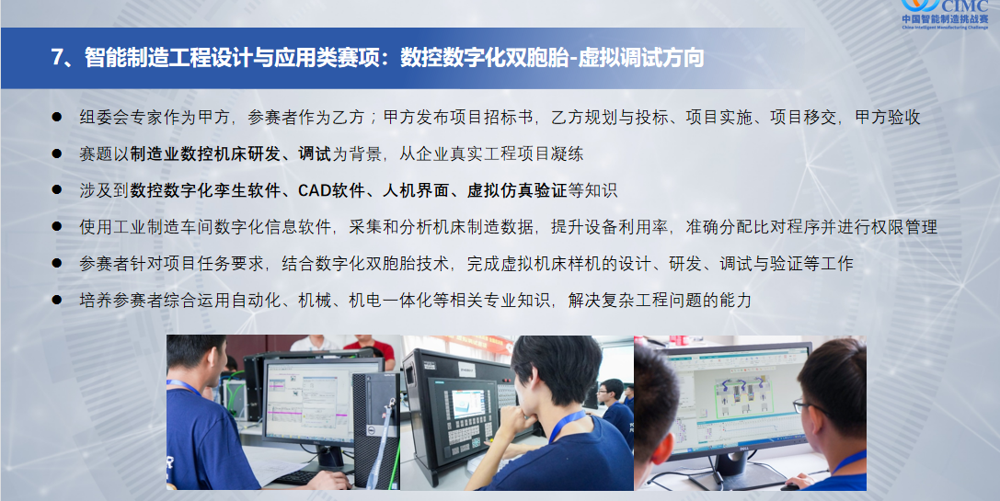 CIMC
中国智能制造挑战赛
China Intelligent Manufacturing Challenge
7、智能制造工程设计与应用类赛项：数控数字化双胞胎-虚拟调试方向
● 组委会专家作为甲方，参赛者作为乙方；甲方发布项目招标书，乙方规划与投标、项目实施、项目移交，甲方验收
● 赛题以制造业数控机床研发、调试为背景，从企业真实工程项目凝练
● 涉及到数控数字化孪生软件、CAD软件、人机界面、虚拟仿真验证等知识
● 使用工业制造车间数字化信息软件，采集和分析机床制造数据，提升设备利用率，准确分配比对程序并进行权限管理
● 参赛者针对项目任务要求，结合数字化双胞胎技术，完成虚拟机床样机的设计、研发、调试与验证等工作
● 培养参赛者综合运用自动化、机械、机电一体化等相关专业知识，解决复杂工程问题的能力